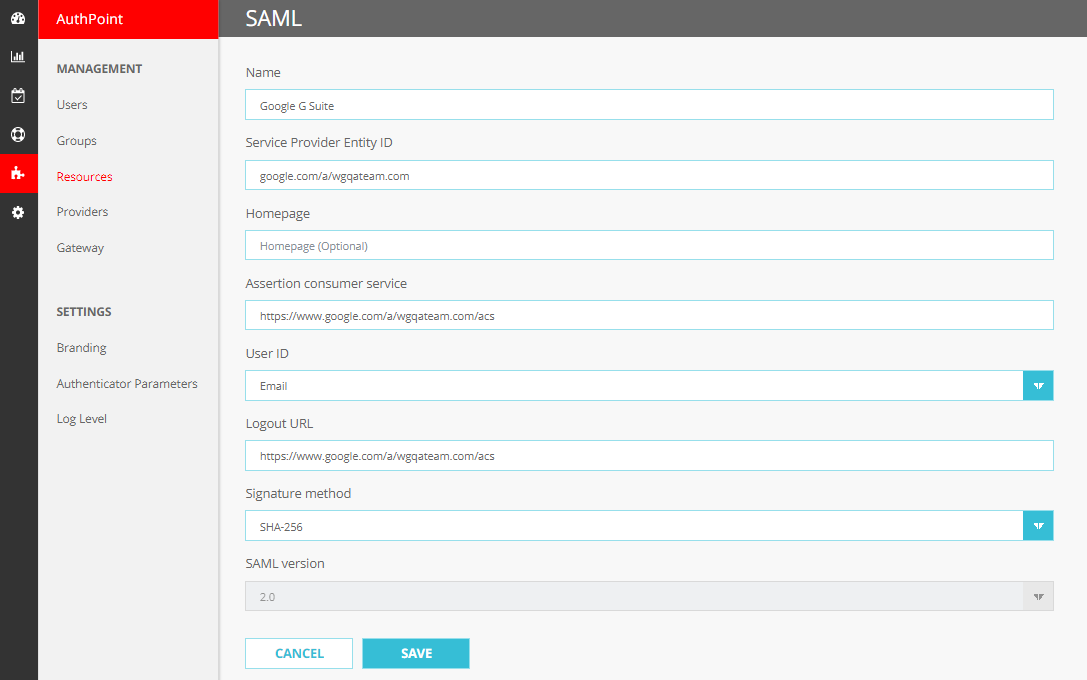 AuthPoint
SAML
MANAGEMENT
Users
Groups
Resources
Providers
Gateway
SETTINGS
Branding
Authenticator Parameters
Log Level
Name
Google G Suite
Service Provider Entity ID
google.com/a/wgqateam.com
Homepage
Homepage (Optional)
Assertion consumer service
https://www.google.com/a/wgqateam.com/acs
User ID
Email
Logout URL
https://www.google.com/a/wgqateam.com/acs
Signature method
SHA-256
SAML version
2.0
CANCEL
SAVE